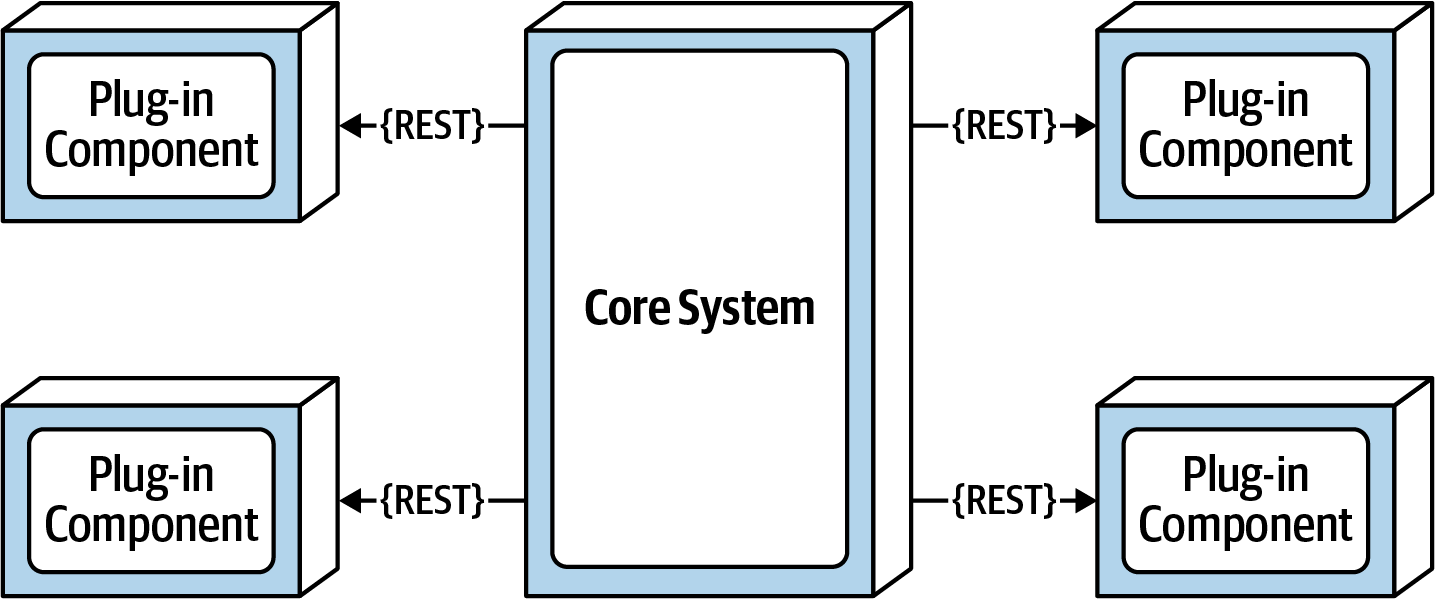 Plug-in
Component
{REST}
{REST}
Plug-in
Component
Core System
Plug-in
Component
{REST}
{REST}
Plug-in
Component